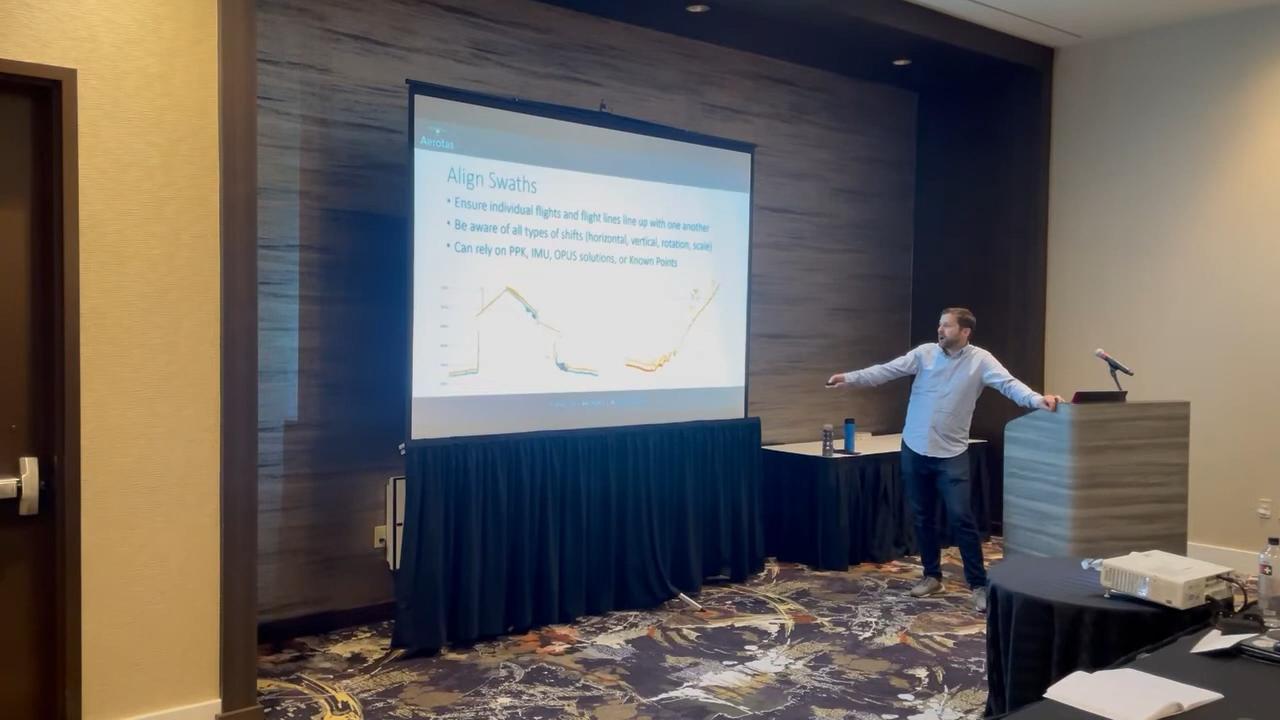 Aerotas
Align Swaths
• Ensure individual flights and flight lines line up with one another
• Be aware of all types of shifts (horizontal, vertical, rotation, scale)
• Can rely on PPK, IMU, OPUS solutions, or Known Points